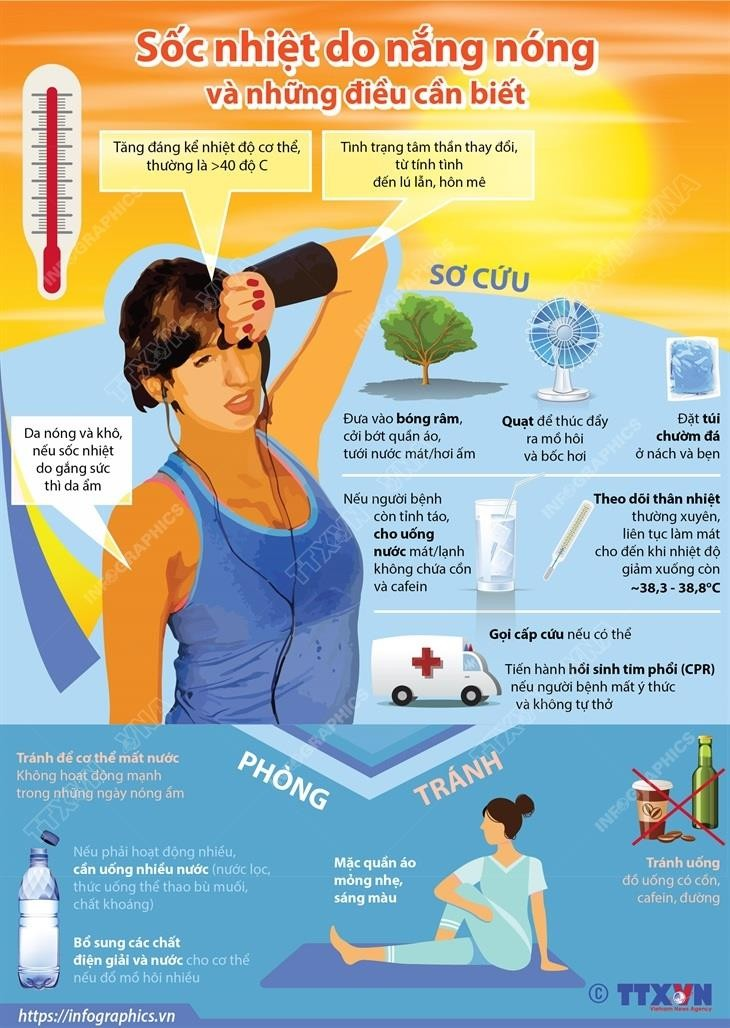 Sốc nhiệt do nắng nóng
và những điều cần biết
Tăng đáng kể nhiệt độ cơ thể,
thường là >40 độ C
Tình trạng tâm thần thay đổi,
từ tính tình
đến lú lẫn, hôn mê
Da nóng và khô,
nếu sốc nhiệt
do gắng sức
thì da ẩm
SƠ CỨU
Đưa vào bóng râm,
cởi bớt quần áo,
tưới nước mát/hơi ấm
Quạt để thúc đẩy
ra mồ hôi
và bốc hơi
Đặt túi
chườm đá
ở nách và bẹn
Nếu người bệnh
còn tỉnh táo,
cho uống
nước mát/lạnh
không chứa cồn
và cafein
Theo dõi thân nhiệt
thường xuyên,
liên tục làm mát
cho đến khi nhiệt độ
giảm xuống còn
~38,3 - 38,8°C
Gọi cấp cứu nếu có thể
Tiến hành hồi sinh tim phổi (CPR)
nếu người bệnh mất ý thức
và không tự thở
PHÒNG
TRÁNH
Tránh để cơ thể mất nước
Không hoạt động mạnh
trong những ngày nóng ẩm
Nếu phải hoạt động nhiều,
cần uống nhiều nước (nước lọc,
thức uống thể thao bù muối,
chất khoáng)
Bổ sung các chất
điện giải và nước cho cơ thể
nếu đổ mồ hôi nhiều
Mặc quần áo
mỏng nhẹ,
sáng màu
Tránh uống
đồ uống có cồn,
cafein, đường
© TTXVN
Vietnam News Agency
https://infographics.vn